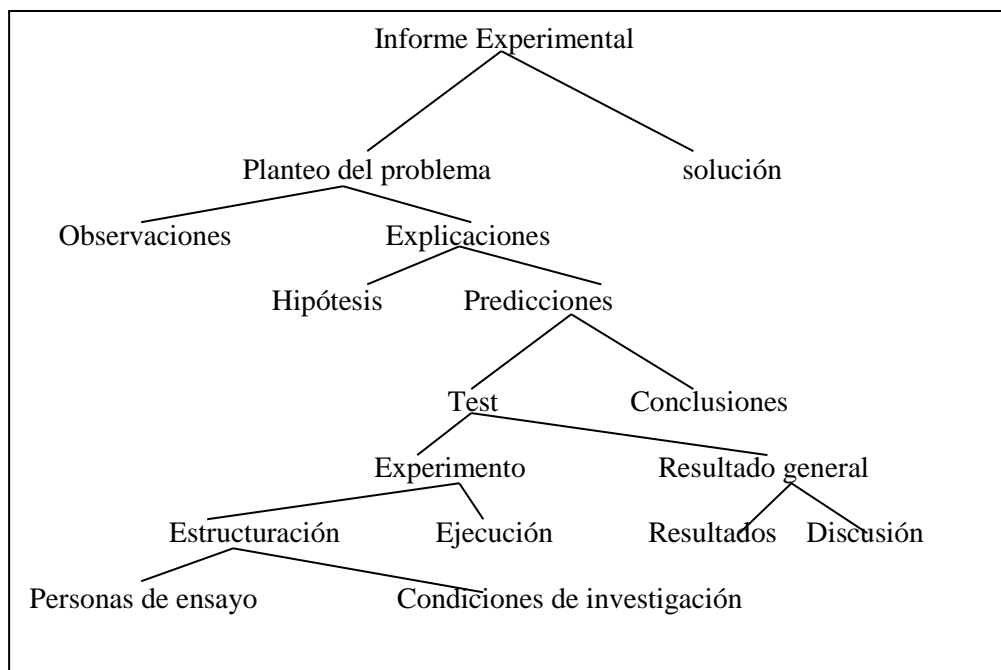 Informe Experimental
Planteo del problema solución
Observaciones Explicaciones
Hipótesis Predicciones
Test Conclusiones
Experimento Resultado general
Estructuración Ejecución Resultados Discusión
Personas de ensayo Condiciones de investigación